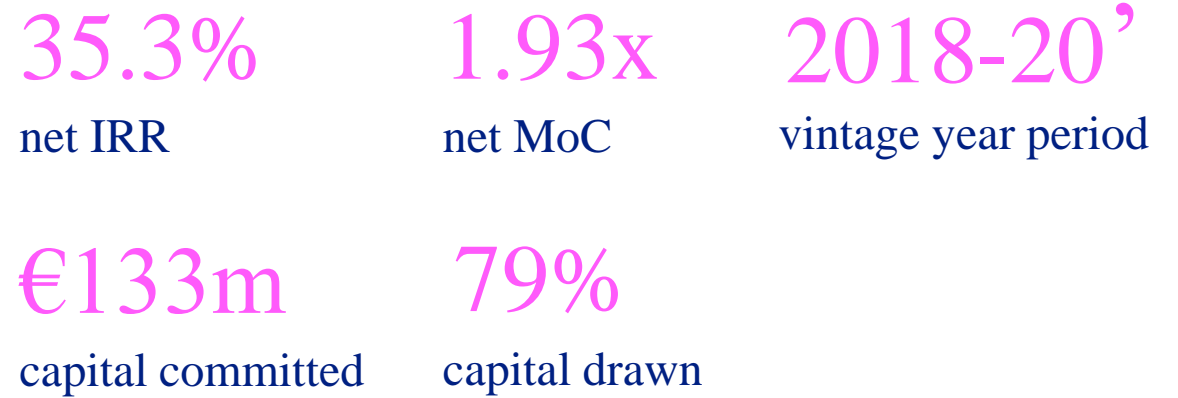 35.3% 1.93x 2018-20’
net IRR net MoC vintage year period
€133m 79%
capital committed capital drawn